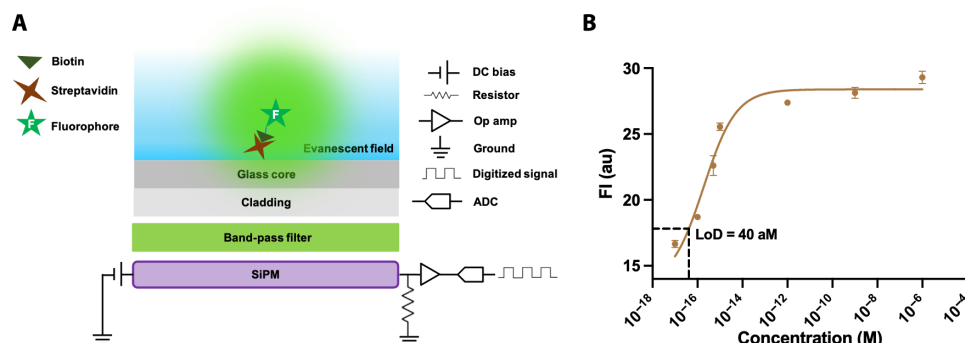 A
Biotin
Streptavidin
F
Fluorophore
F
Evanescent field
Glass core
Cladding
Band-pass filter
SiPM
DC bias
Resistor
Op amp
Ground
Digitized signal
ADC
B
30
25
20
15
FI (au)
LoD = 40 aM
10⁻¹⁸ 10⁻¹⁶ 10⁻¹⁴ 10⁻¹² 10⁻¹⁰ 10⁻⁸ 10⁻⁶ 10⁻⁴
Concentration (M)